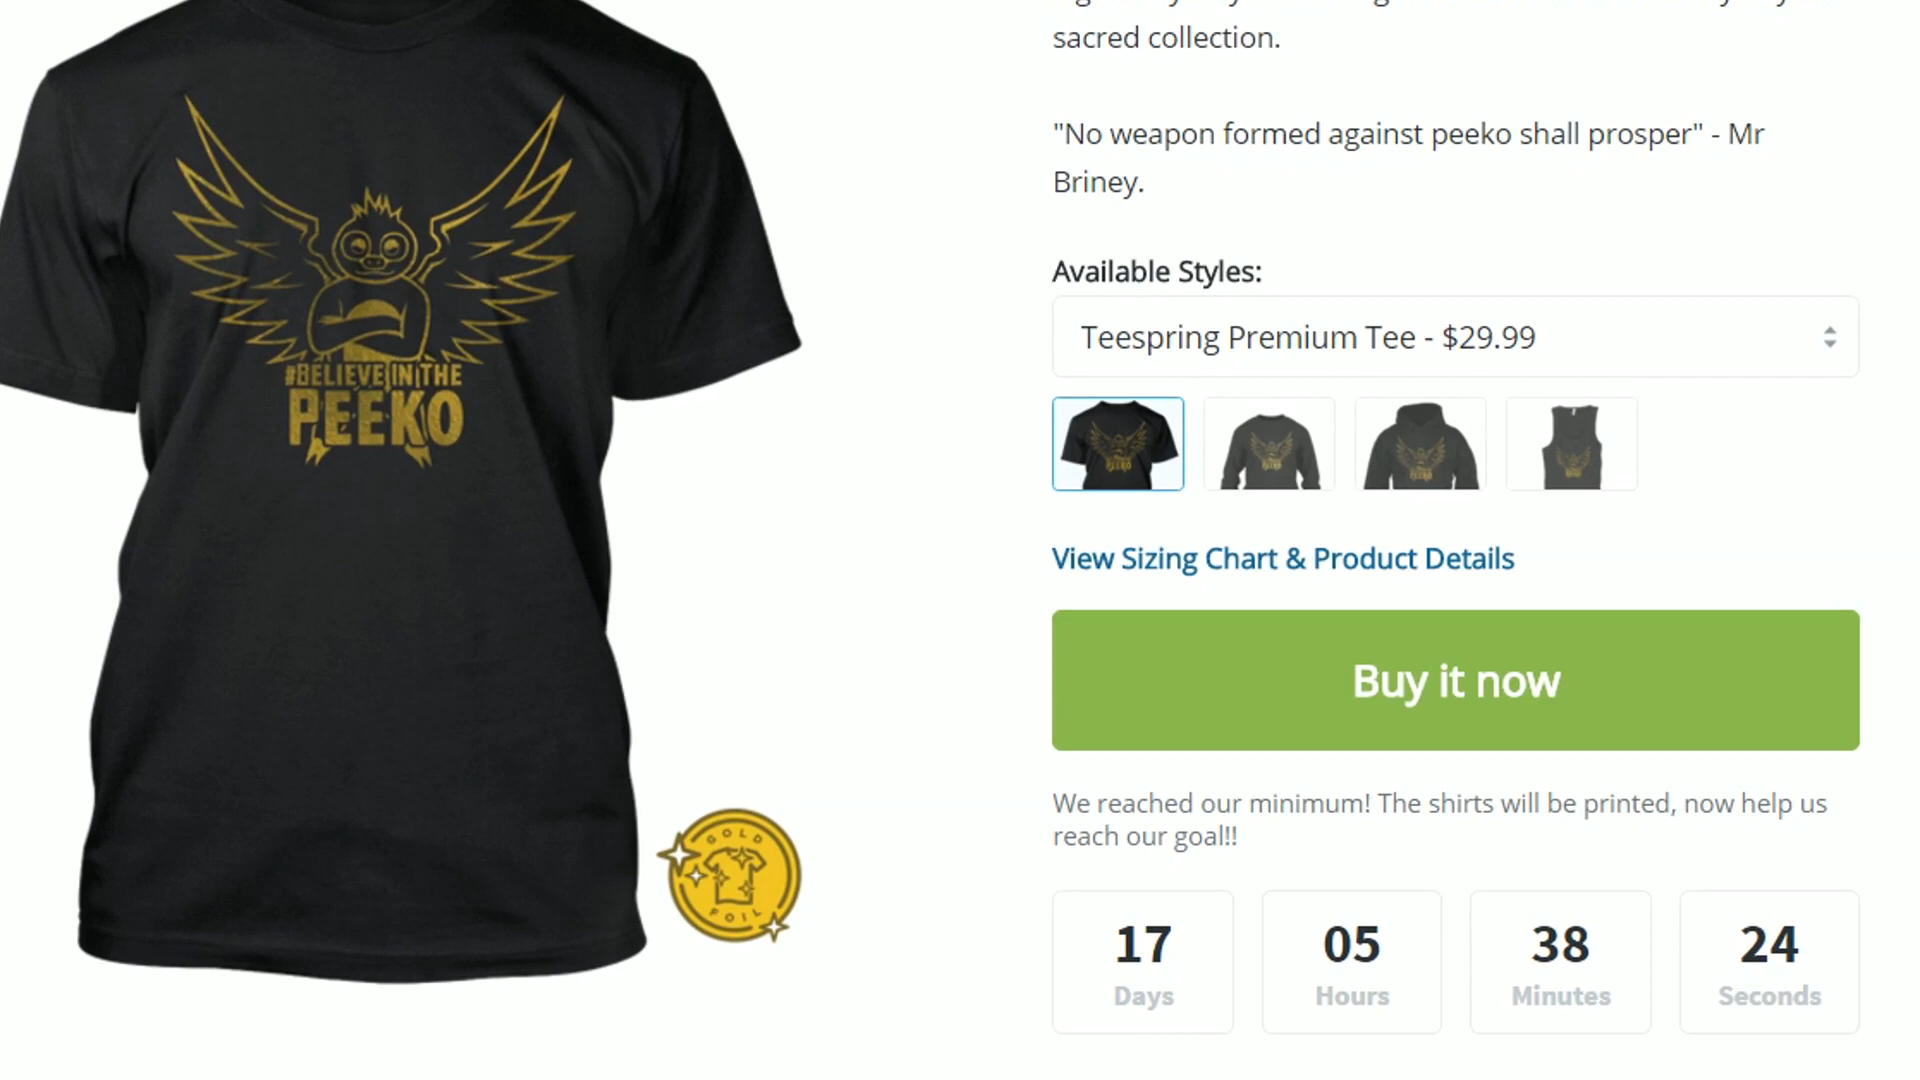 sacred collection.
"No weapon formed against peeko shall prosper" - Mr
Briney.
Available Styles:
Teespring Premium Tee - $29.99
#BELIEVE IN THE
PEEKO
View Sizing Chart & Product Details
Buy it now
We reached our minimum! The shirts will be printed, now help us
reach our goal!!
GOLD
FOIL
17
05
38
24
Days
Hours
Minutes
Seconds